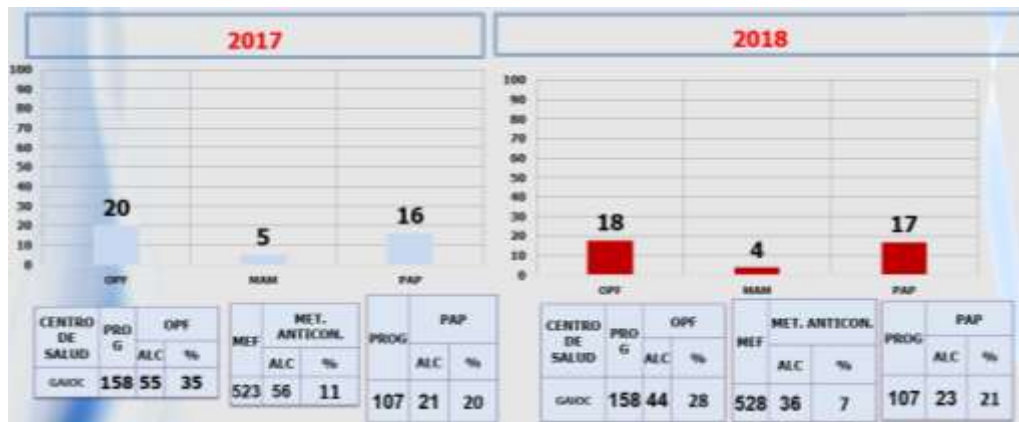 2017
100
90
80
70
60
50
40
30
20
10
0
20
5
16
OPF
MAM
PAP
CENTRO DE SALUD
PROG
OPF
ALC %
GAIOC 158 55 35
MEF
MET. ANTICON.
ALC %
523 56 11
PROG
PAP
ALC %
107 21 20
2018
100
90
80
70
60
50
40
30
20
10
0
18
4
17
OPF
MAM
PAP
CENTRO DE SALUD
PROG
OPF
ALC %
GAIOC 158 44 28
MEF
MET. ANTICON.
ALC %
528 36 7
PROG
PAP
ALC %
107 23 21